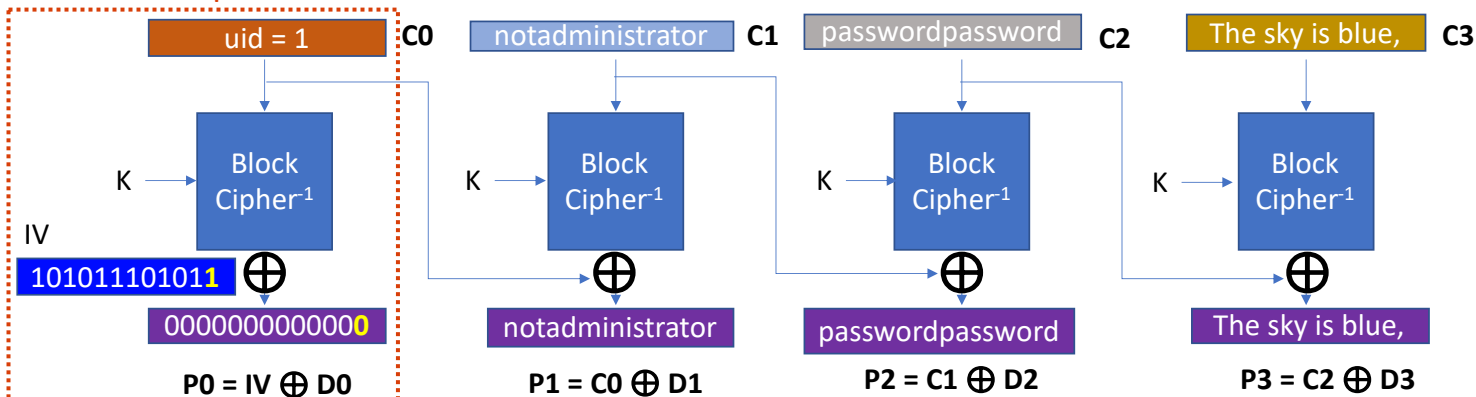 uid = 1
C0
notadministrator
C1
passwordpassword
C2
The sky is blue,
C3
K
Block
Cipher-1
K
Block
Cipher-1
K
Block
Cipher-1
K
Block
Cipher-1
IV
101011101011
0000000000000
notadministrator
passwordpassword
The sky is blue,
P0 = IV ⊕ D0
P1 = C0 ⊕ D1
P2 = C1 ⊕ D2
P3 = C2 ⊕ D3